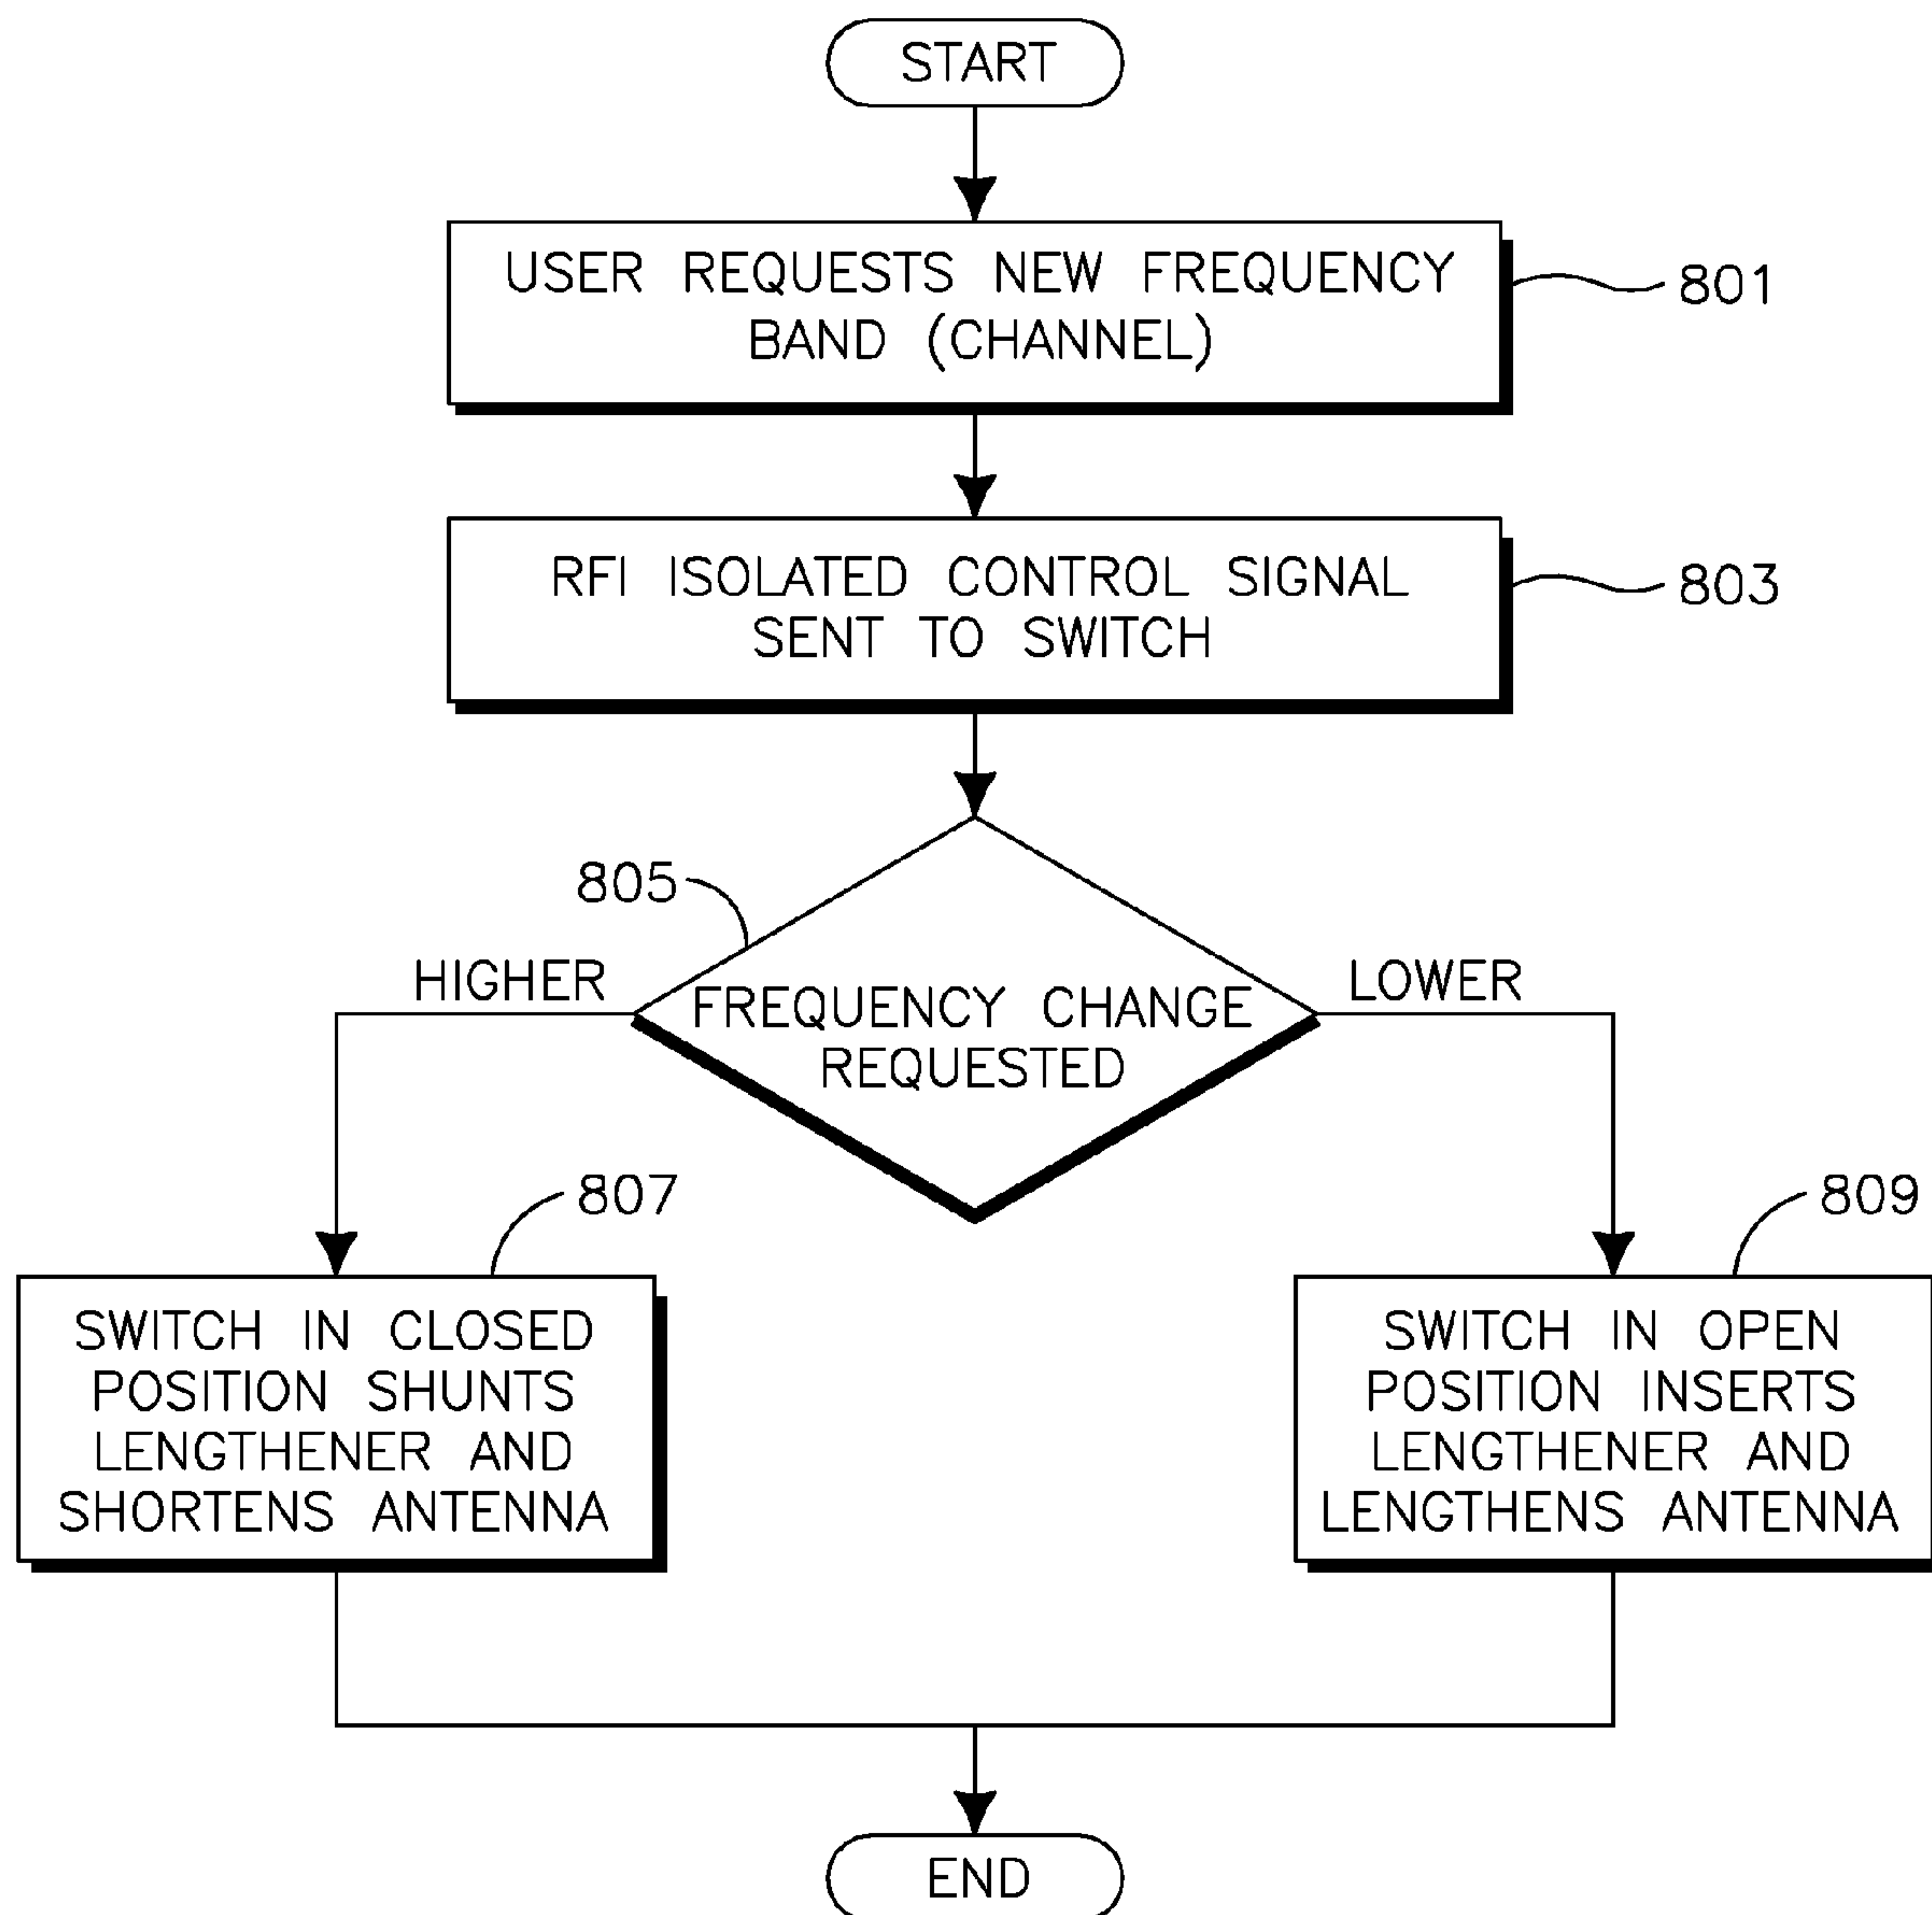 START
USER REQUESTS NEW FREQUENCY
BAND (CHANNEL)
801
RFI ISOLATED CONTROL SIGNAL
SENT TO SWITCH
803
805
HIGHER
LOWER
FREQUENCY CHANGE
REQUESTED
807
809
SWITCH IN CLOSED
POSITION SHUNTS
LENGTHENER AND
SHORTENS ANTENNA
SWITCH IN OPEN
POSITION INSERTS
LENGTHENER AND
LENGTHENS ANTENNA
END